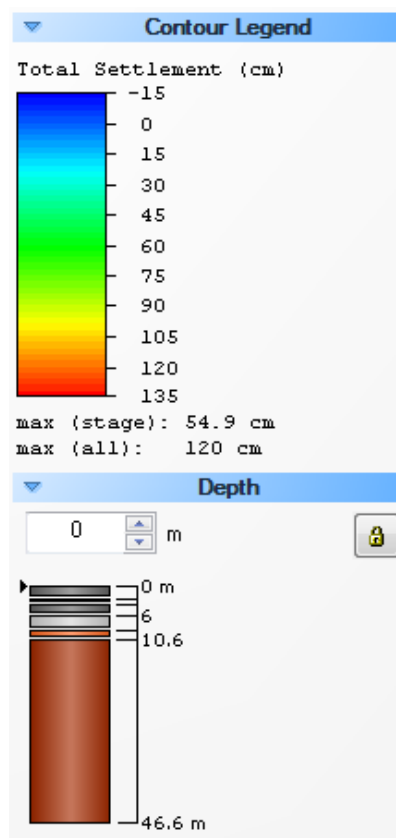 Contour Legend
Total Settlement (cm)
-15
0
15
30
45
60
75
90
105
120
135
max (stage): 54.9 cm
max (all): 120 cm
Depth
0 m
0 m
6
10.6
46.6 m